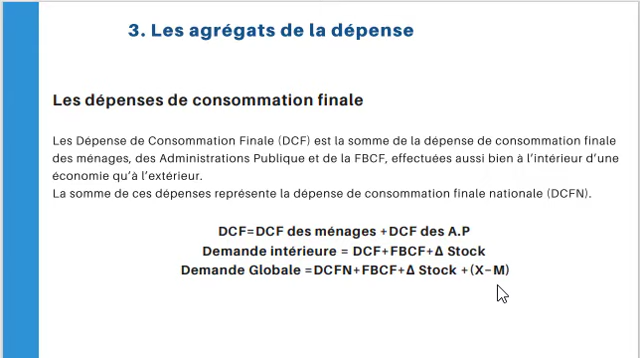 3. Les agrégats de la dépense
Les dépenses de consommation finale
Les Dépense de Consommation Finale (DCF) est la somme de la dépense de consommation finale
des ménages, des Administrations Publique et de la FBCF, effectuées aussi bien à l'intérieur d'une
économie qu'à l'extérieur.
La somme de ces dépenses représente la dépense de consommation finale nationale (DCFN).
DCF=DCF des ménages +DCF des A.P
Demande intérieure = DCF+FBCF+Δ Stock
Demande Globale =DCFN+FBCF+Δ Stock +(X–M)